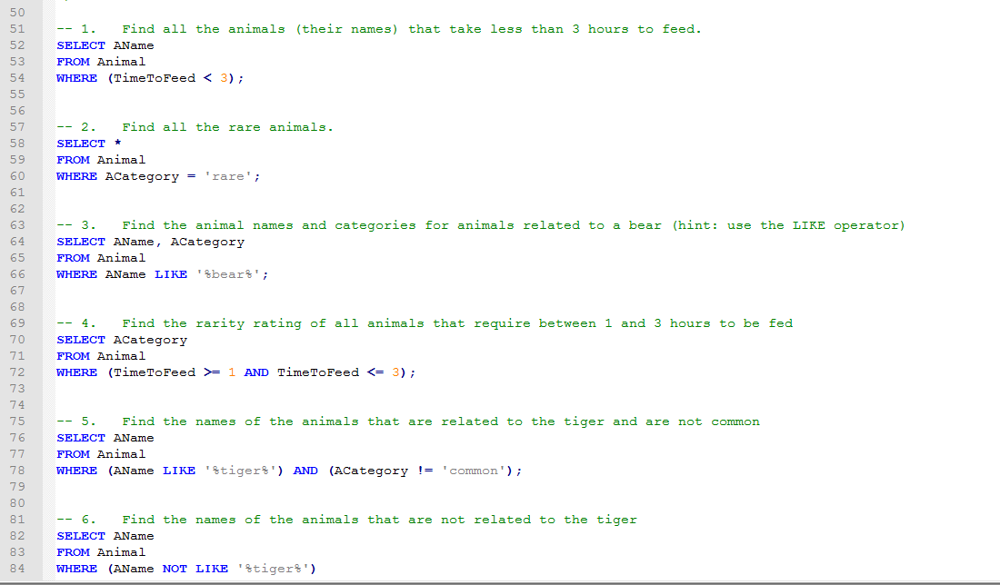 50
51 -- 1.   Find all the animals (their names) that take less than 3 hours to feed.
52 SELECT AName
53 FROM Animal
54 WHERE (TimeToFeed < 3);
55
56
57 -- 2.   Find all the rare animals.
58 SELECT *
59 FROM Animal
60 WHERE ACategory = 'rare';
61
62
63 -- 3.   Find the animal names and categories for animals related to a bear (hint: use the LIKE operator)
64 SELECT AName, ACategory
65 FROM Animal
66 WHERE AName LIKE '%bear%';
67
68
69 -- 4.   Find the rarity rating of all animals that require between 1 and 3 hours to be fed
70 SELECT ACategory
71 FROM Animal
72 WHERE (TimeToFeed >= 1 AND TimeToFeed <= 3);
73
74
75 -- 5.   Find the names of the animals that are related to the tiger and are not common
76 SELECT AName
77 FROM Animal
78 WHERE (AName LIKE '%tiger%') AND (ACategory != 'common');
79
80
81 -- 6.   Find the names of the animals that are not related to the tiger
82 SELECT AName
83 FROM Animal
84 WHERE (AName NOT LIKE '%tiger%')